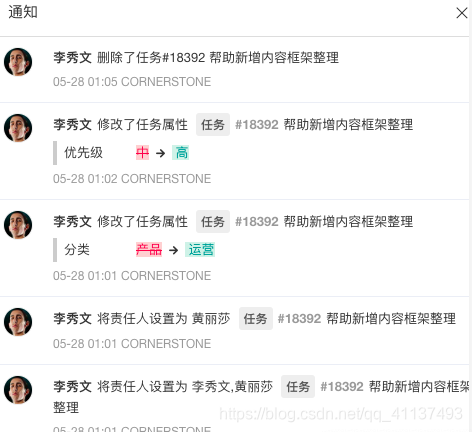 通知
李秀文 删除了任务#18392 帮助新增内容框架整理
05-28 01:05 CORNERSTONE
李秀文 修改了任务属性 任务 #18392 帮助新增内容框架整理
优先级 中 → 高
05-28 01:02 CORNERSTONE
李秀文 修改了任务属性 任务 #18392 帮助新增内容框架整理
分类 产品 → 运营
05-28 01:01 CORNERSTONE
李秀文 将责任人设置为 黄丽莎 任务 #18392 帮助新增内容框架整理
05-28 01:01 CORNERSTONE
李秀文 将责任人设置为 李秀文,黄丽莎 任务 #18392 帮助新增内容框架
整理
https://blog.csdn.net/qq_41137493
05-28 01:01 CORNERSTONE